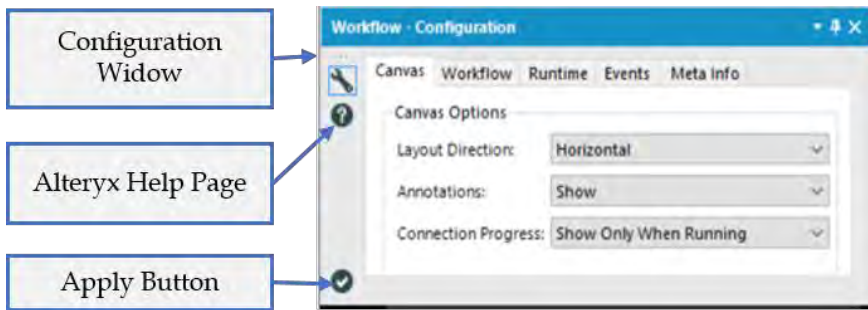 Configuration
Widow
Alteryx Help Page
Apply Button
Workflow - Configuration
Canvas Workflow Runtime Events Meta Info
Canvas Options
Layout Direction: Horizontal
Annotations: Show
Connection Progress: Show Only When Running